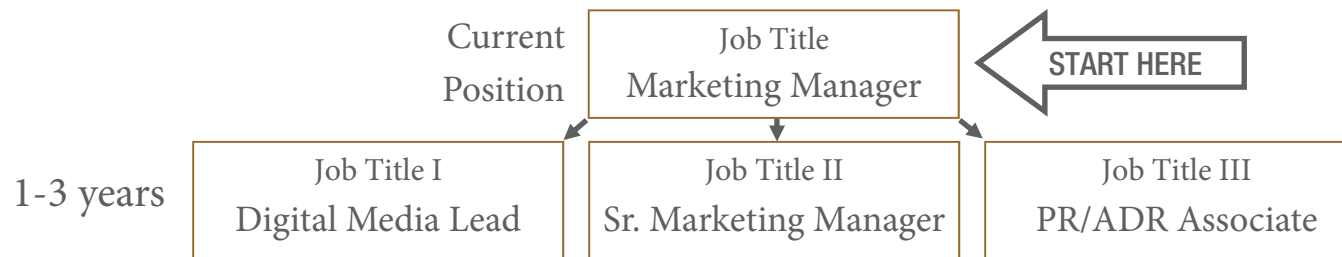 Current
Position
Job Title
Marketing Manager
START HERE
1-3 years
Job Title I
Digital Media Lead
Job Title II
Sr. Marketing Manager
Job Title III
PR/ADR Associate